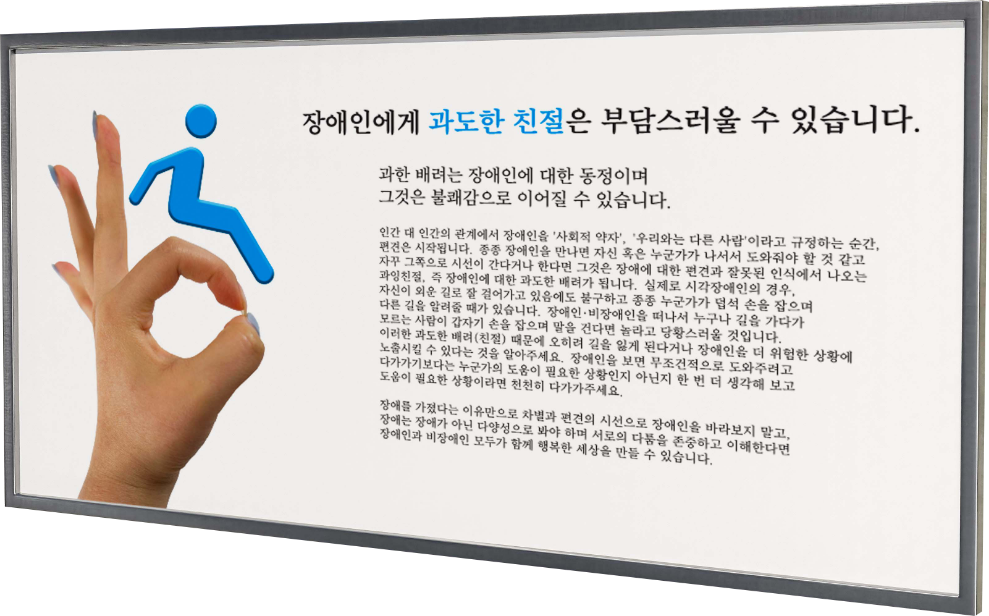 장애인에게 과도한 친절은 부담스러울 수 있습니다.
과한 배려는 장애인에 대한 동정이며
그것은 불쾌감으로 이어질 수 있습니다.
인간 대 인간의 관계에서 장애인을 '사회적 약자', '우리와는 다른 사람'이라고 규정하는 순간,
편견은 시작됩니다. 종종 장애인을 만나면 자신 혹은 누군가가 나서서 도와줘야 할 것 같고
자꾸 그쪽으로 시선이 간다거나 한다면 그것은 장애에 대한 편견과 잘못된 인식에서 나오는
과잉친절, 즉 장애인에 대한 과도한 배려가 됩니다. 실제로 시각장애인의 경우,
자신이 외운 길로 잘 걸어가고 있음에도 불구하고 종종 누군가가 덥석 손을 잡으며
다른 길을 알려줄 때가 있습니다. 장애인·비장애인을 떠나서 누구나 길을 가다가
모르는 사람이 갑자기 손을 잡으며 말을 건다면 놀라고 당황스러울 것입니다.
이러한 과도한 배려(친절) 때문에 오히려 길을 잃게 된다거나 장애인을 더 위험한 상황에
노출시킬 수 있다는 것을 알아주세요. 장애인을 보면 무조건적으로 도와주려고
다가가기보다는 누군가의 도움이 필요한 상황인지 아닌지 한 번 더 생각해 보고
도움이 필요한 상황이라면 천천히 다가가주세요.
장애를 가졌다는 이유만으로 차별과 편견의 시선으로 장애인을 바라보지 말고,
장애는 장애가 아닌 다양성으로 봐야 하며 서로의 다름을 존중하고 이해한다면
장애인과 비장애인 모두가 함께 행복한 세상을 만들 수 있습니다.